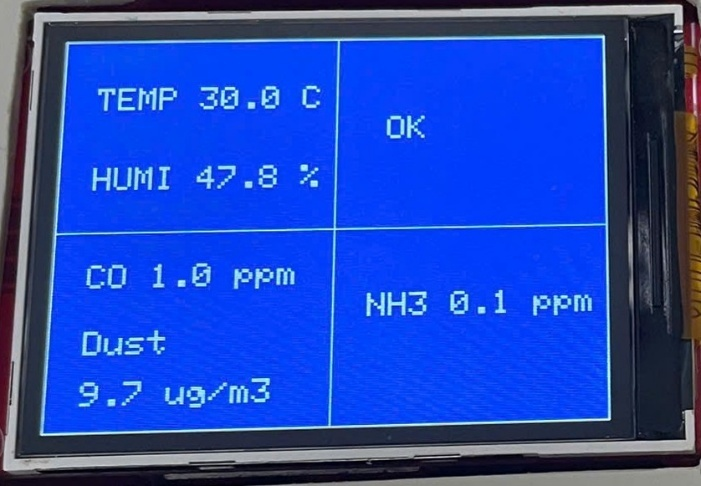 TEMP 30.0 C
HUMI 47.8 %
OK
CO 1.0 ppm
Dust
9.7 ug/m3
NH3 0.1 ppm